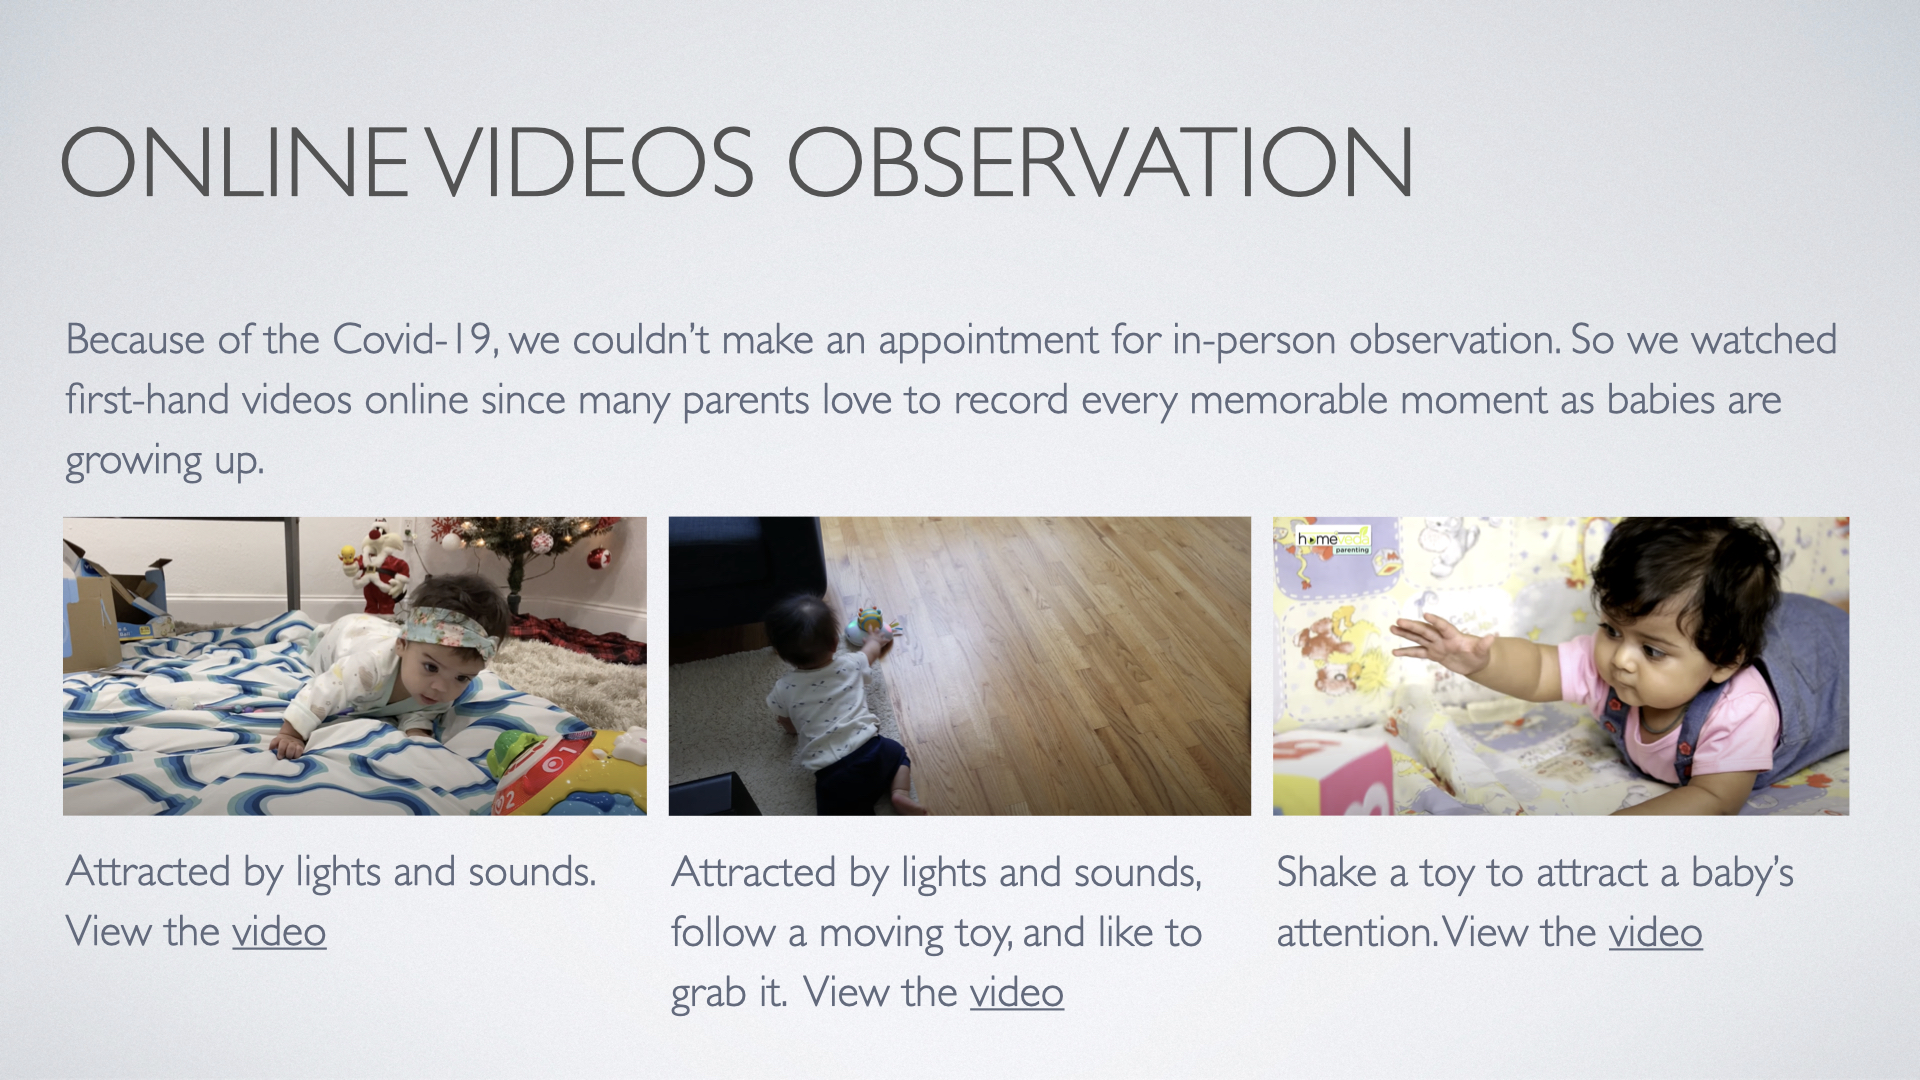 ONLINE VIDEOS OBSERVATION
Because of the Covid-19, we couldn't make an appointment for in-person observation. So we watched
first-hand videos online since many parents love to record every memorable moment as babies are
growing up.
homeveda
parenting
1
2
Attracted by lights and sounds.
View the video
Attracted by lights and sounds,
follow a moving toy, and like to
grab it. View the video
Shake a toy to attract a baby's
attention. View the video